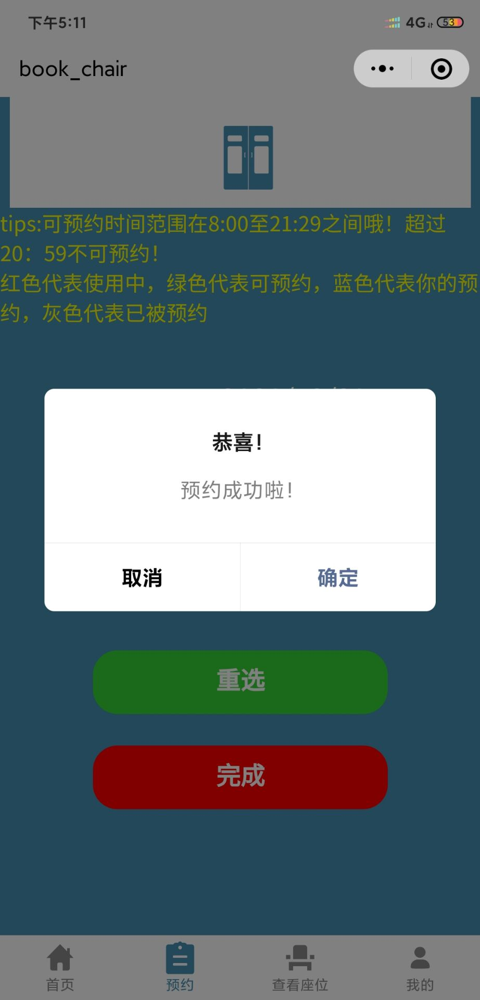 下午5:11
4G
53
book_chair
tips:可预约时间范围在8:00至21:29之间哦！超过
20：59不可预约！
红色代表使用中，绿色代表可预约，蓝色代表你的预
约，灰色代表已被预约
恭喜！
预约成功啦！
取消
确定
重选
完成
首页
预约
查看座位
我的